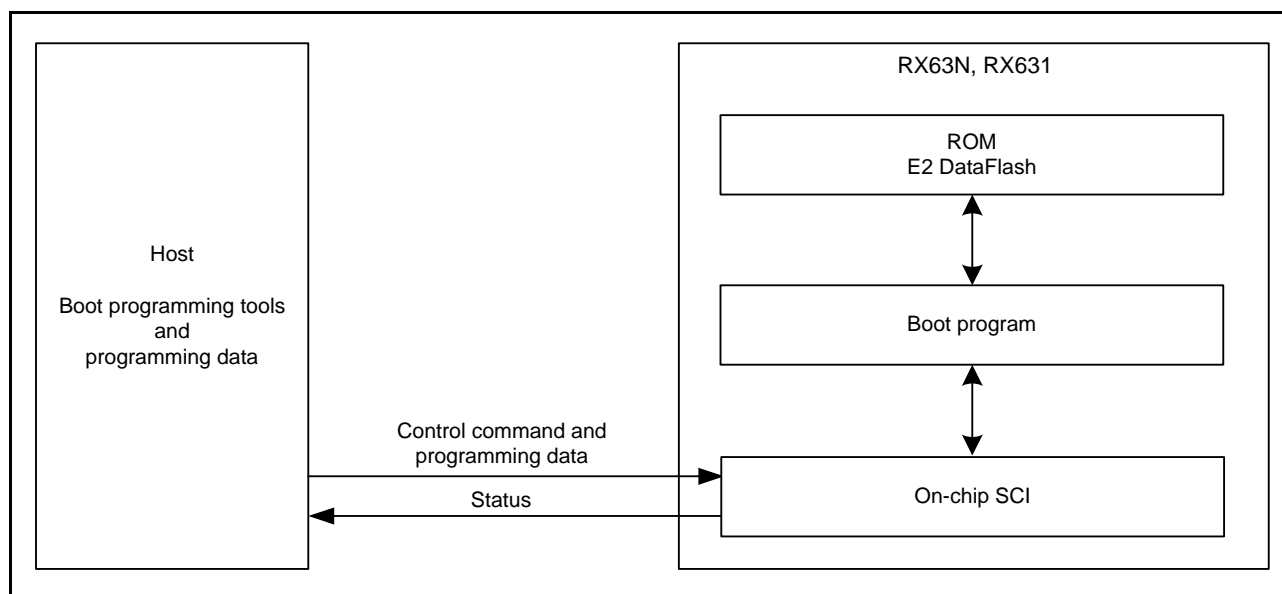 Host
Boot programming tools
and
programming data
Control command and
programming data
Status
RX63N, RX631
ROM
E2 DataFlash
Boot program
On-chip SCI